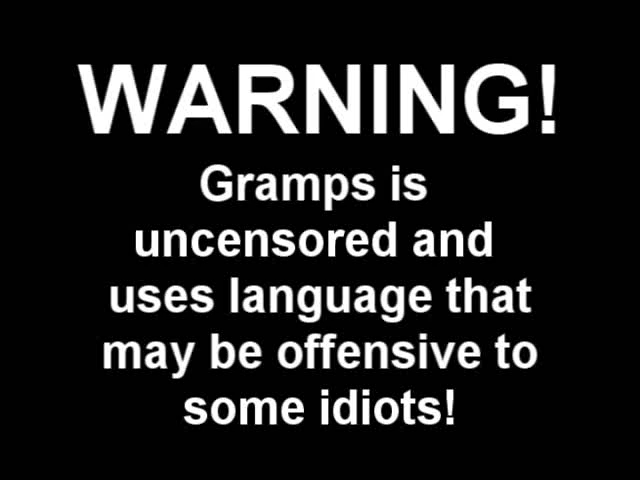 WARNING!
Gramps is
uncensored and
uses language that
may be offensive to
some idiots!